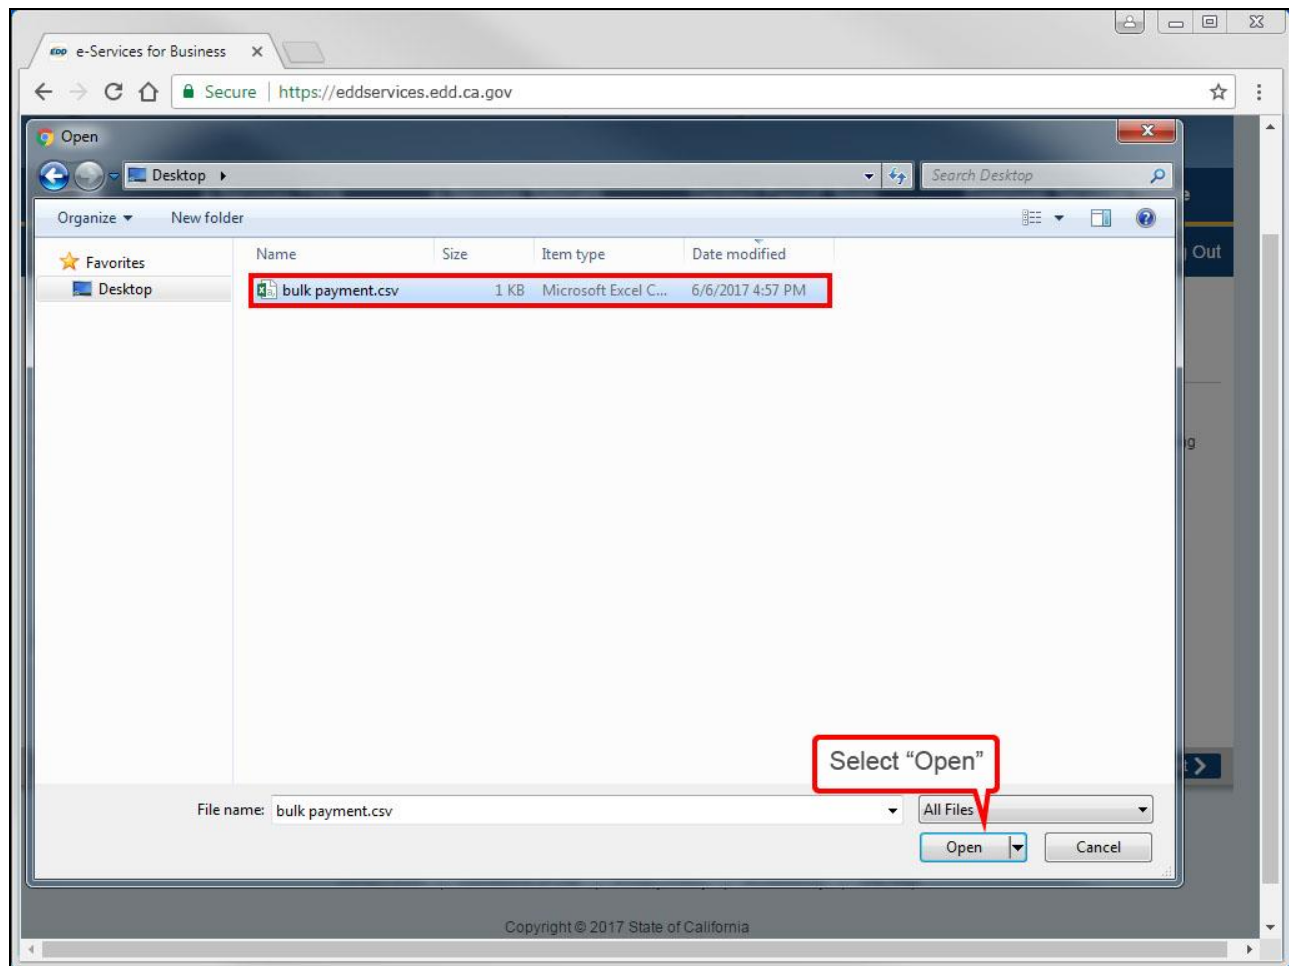 EDD e-Services for Business
Secure | https://eddservices.edd.ca.gov
Open
Desktop
Search Desktop
Organize New folder
Out
Name Size Item type Date modified
Favorites
Desktop
bulk payment.csv 1 KB Microsoft Excel C... 6/6/2017 4:57 PM
Select “Open”
File name: bulk payment.csv All Files
Open Cancel
Copyright © 2017 State of California